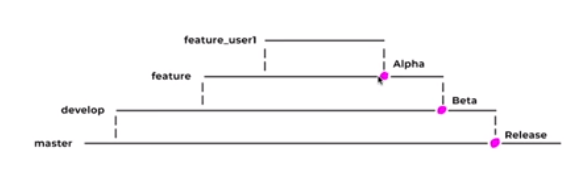 feature_user1
Alpha
feature
Beta
develop
Release
master